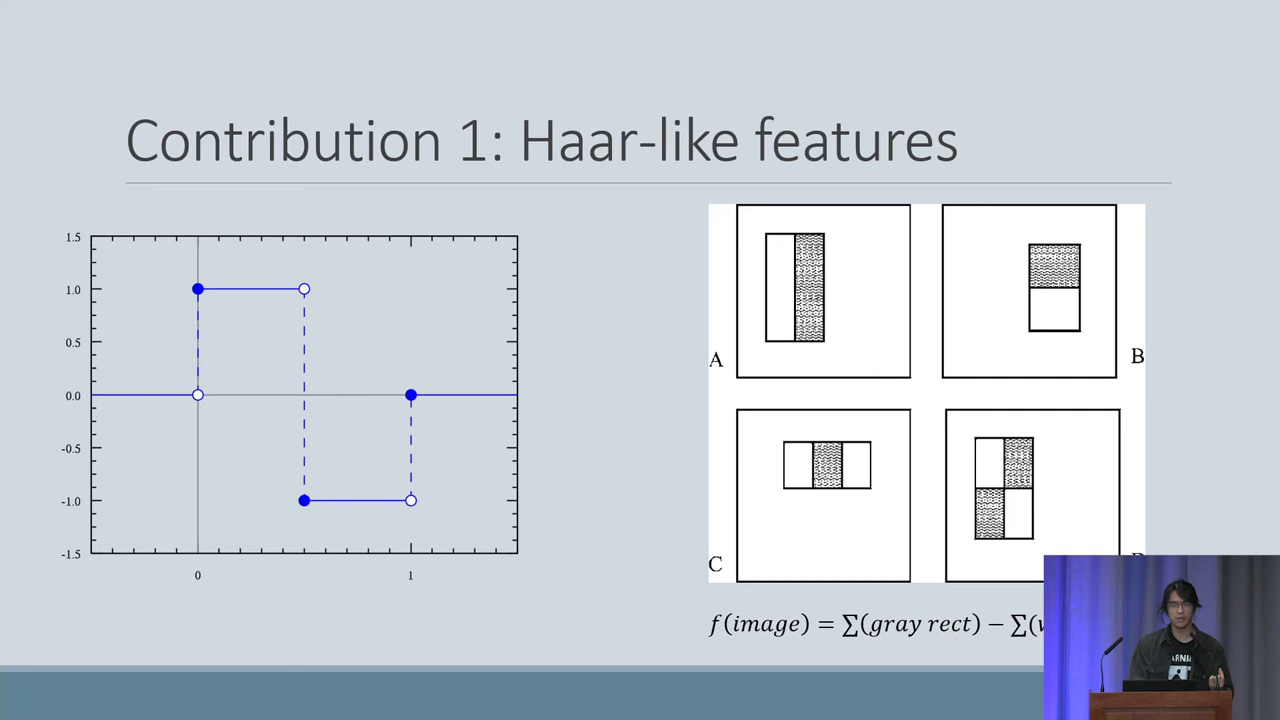 Contribution 1: Haar-like features
1.5
1.0
0.5
0.0
-0.5
-1.0
-1.5
0
1
A
B
C
f(image) = ∑(gray rect) − ∑(